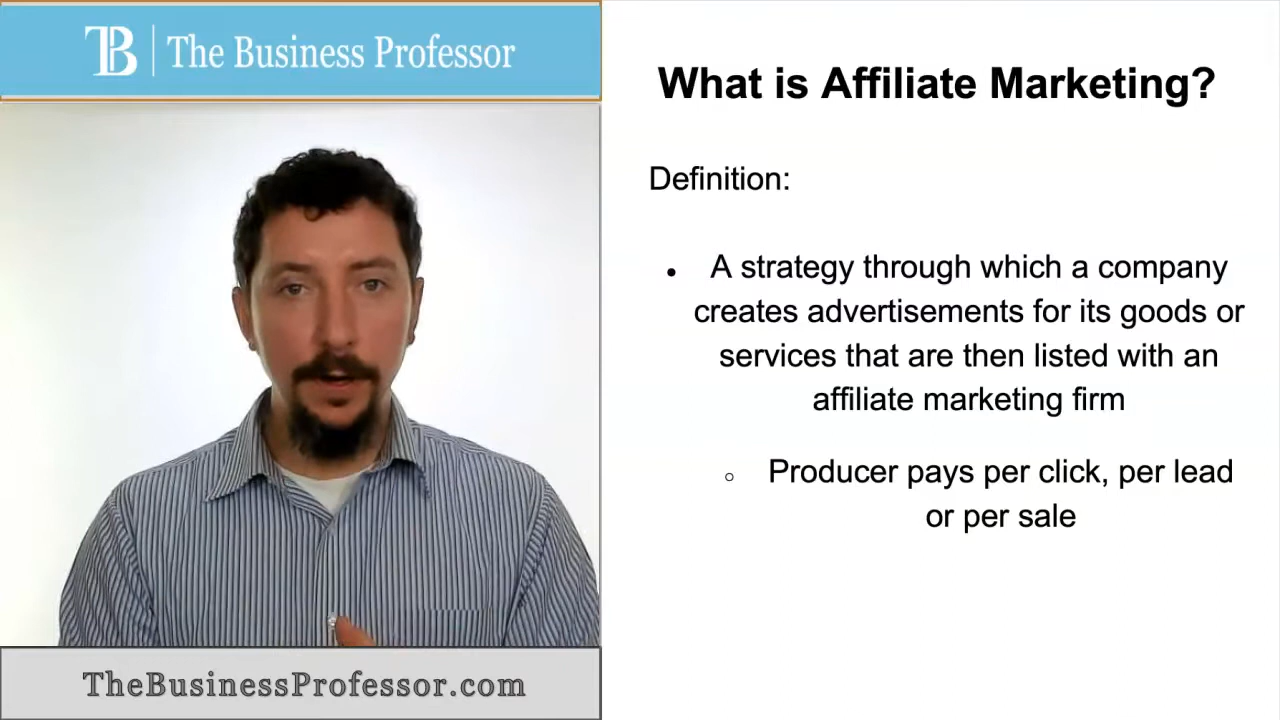 TB | The Business Professor
What is Affiliate Marketing?
Definition:
● A strategy through which a company
creates advertisements for its goods or
services that are then listed with an
affiliate marketing firm
○ Producer pays per click, per lead
or per sale
TheBusinessProfessor.com